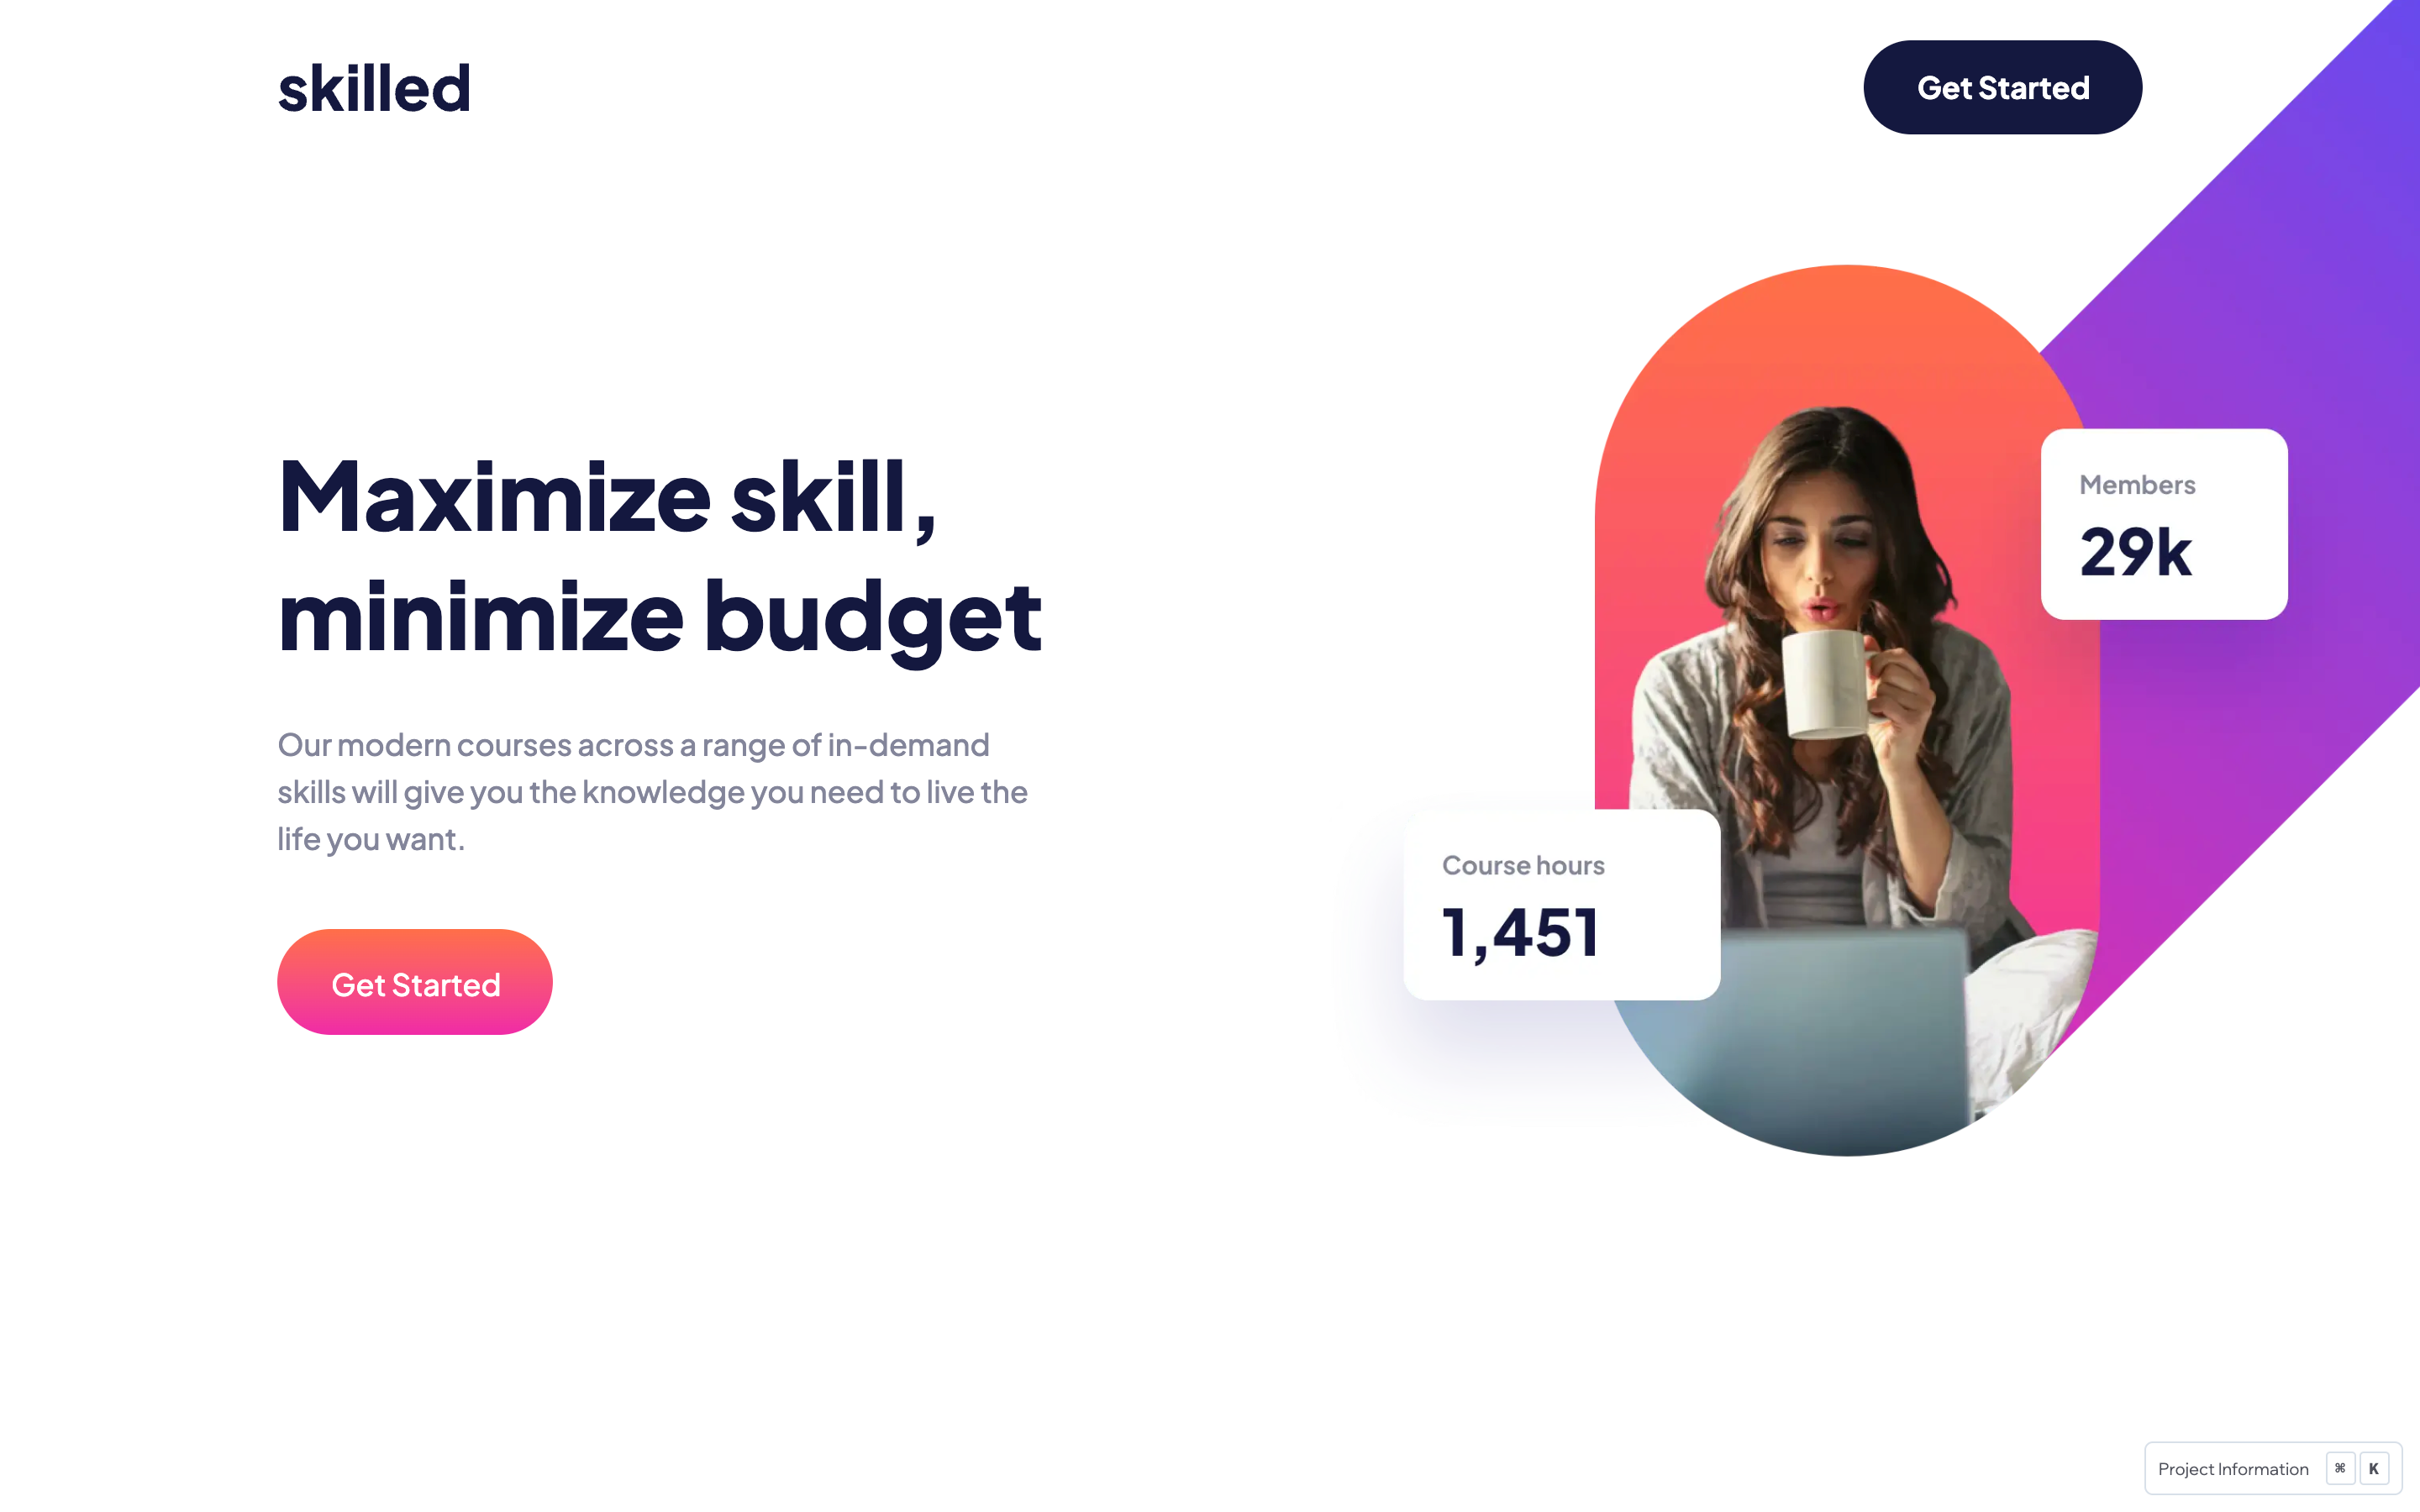 skilled
Get Started
Maximize skill,
minimize budget
Our modern courses across a range of in-demand
skills will give you the knowledge you need to live the
life you want.
Get Started
Members
29k
Course hours
1,451
Project Information ⌘ K